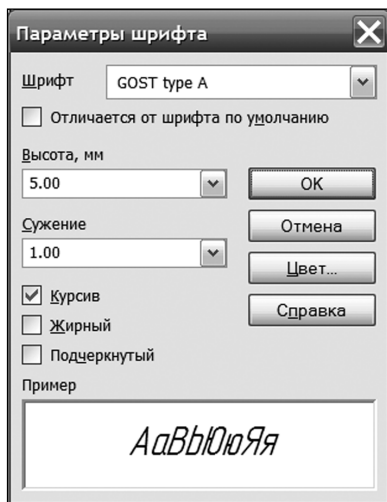 Параметры шрифта
Шрифт GOST type A
Отличается от шрифта по умолчанию
Высота, мм
5.00 OK
Отмена
Сужение
1.00
Цвет...
Курсив
Справка
Жирный
Подчеркнутый
Пример
АаВЬЮюЯя